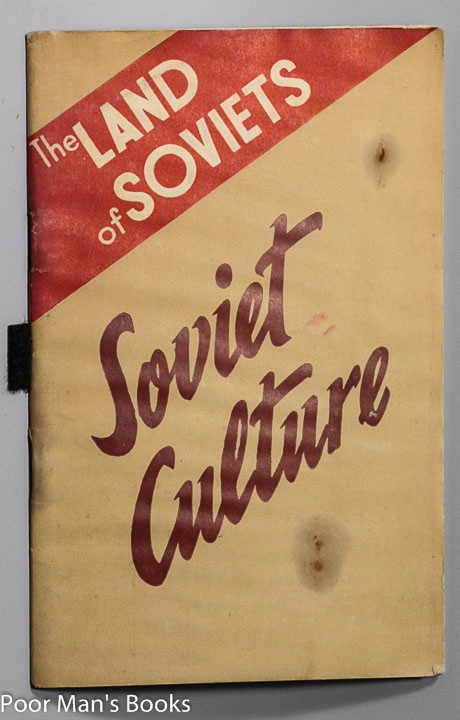 The LAND
of SOVIETS
Soviet
Culture
Poor Man's Books